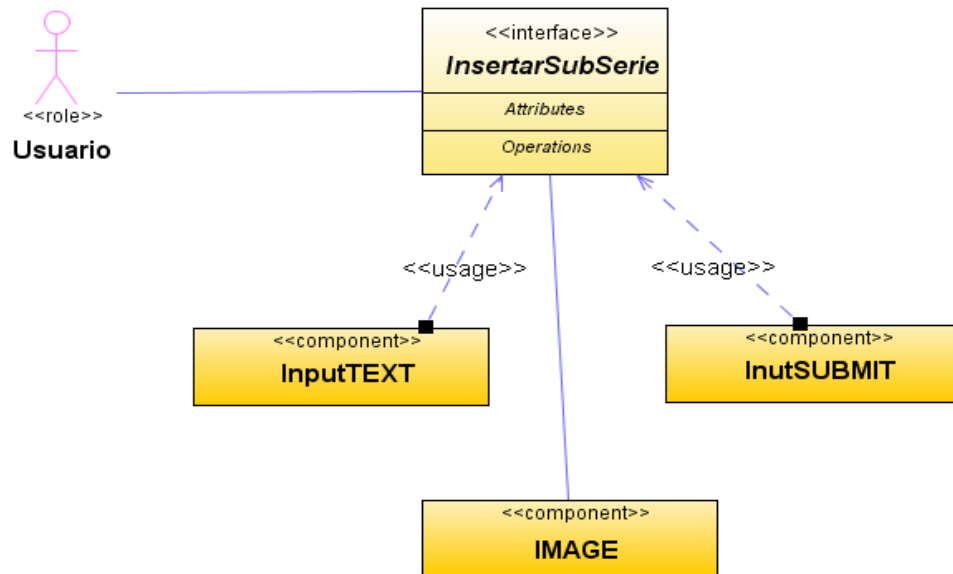 <<interface>>
InsertarSubSerie
Attributes
Operations
<<role>>
Usuario
<<usage>>
<<usage>>
<<component>>
InputTEXT
<<component>>
InutSUBMIT
<<component>>
IMAGE